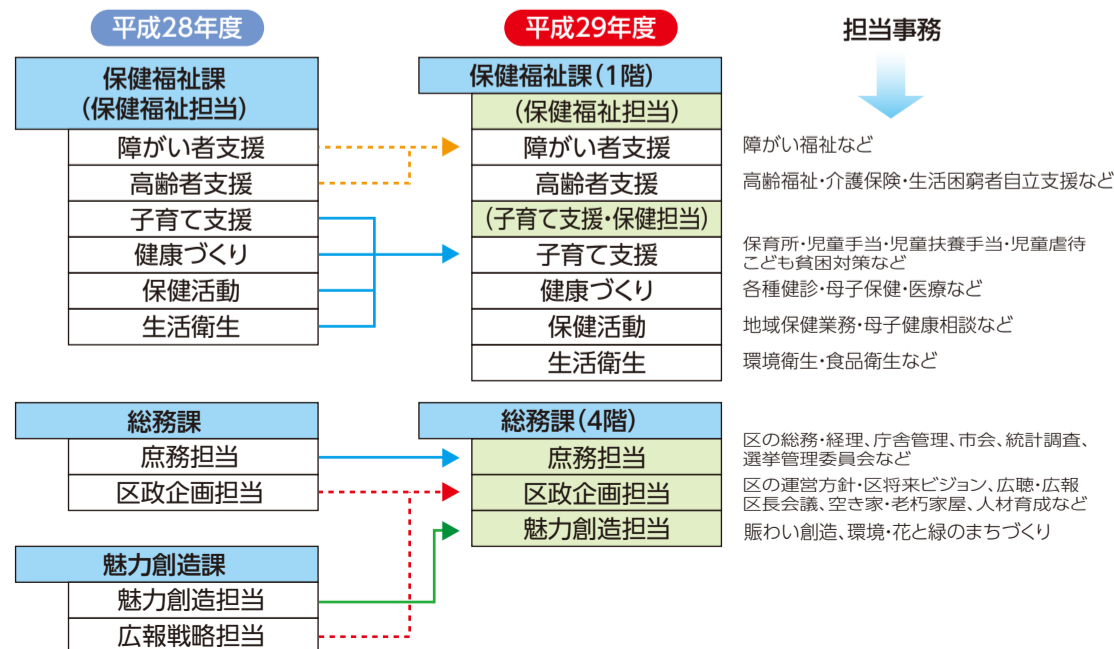 平成28年度
平成29年度
担当事務
保健福祉課
(保健福祉担当)
障がい者支援
高齢者支援
子育て支援
健康づくり
保健活動
生活衛生
保健福祉課(1階)
(保健福祉担当)
障がい者支援
高齢者支援
(子育て支援・保健担当)
子育て支援
健康づくり
保健活動
生活衛生
障がい福祉など
高齢福祉・介護保険・生活困窮者自立支援など
保育所・児童手当・児童扶養手当・児童虐待
こども貧困対策など
各種健診・母子保健・医療など
地域保健業務・母子健康相談など
環境衛生・食品衛生など
総務課
庶務担当
区政企画担当
魅力創造課
魅力創造担当
広報戦略担当
総務課(4階)
庶務担当
区政企画担当
魅力創造担当
区の総務・経理、庁舎管理、市会、統計調査、
選挙管理委員会など
区の運営方針・区将来ビジョン、広聴・広報
区長会議、空き家・老朽家屋、人材育成など
賑わい創造、環境・花と緑のまちづくり